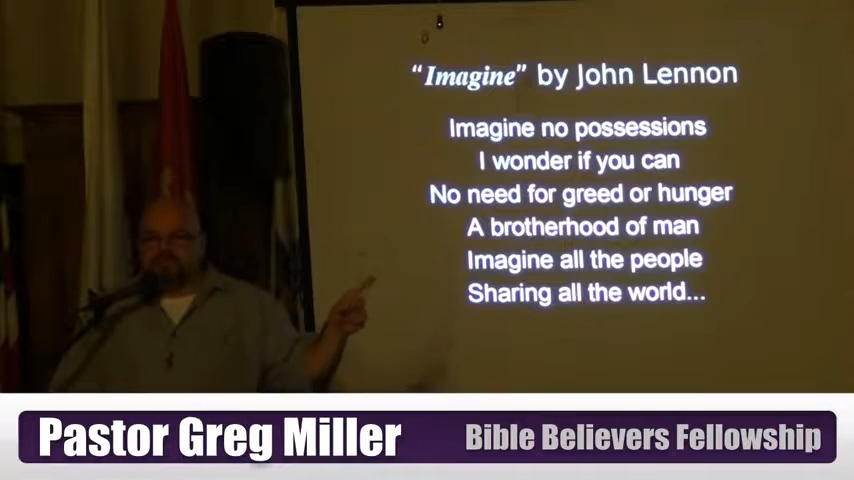 “Imagine” by John Lennon
Imagine no possessions
I wonder if you can
No need for greed or hunger
A brotherhood of man
Imagine all the people
Sharing all the world...
Pastor Greg Miller
Bible Believers Fellowship